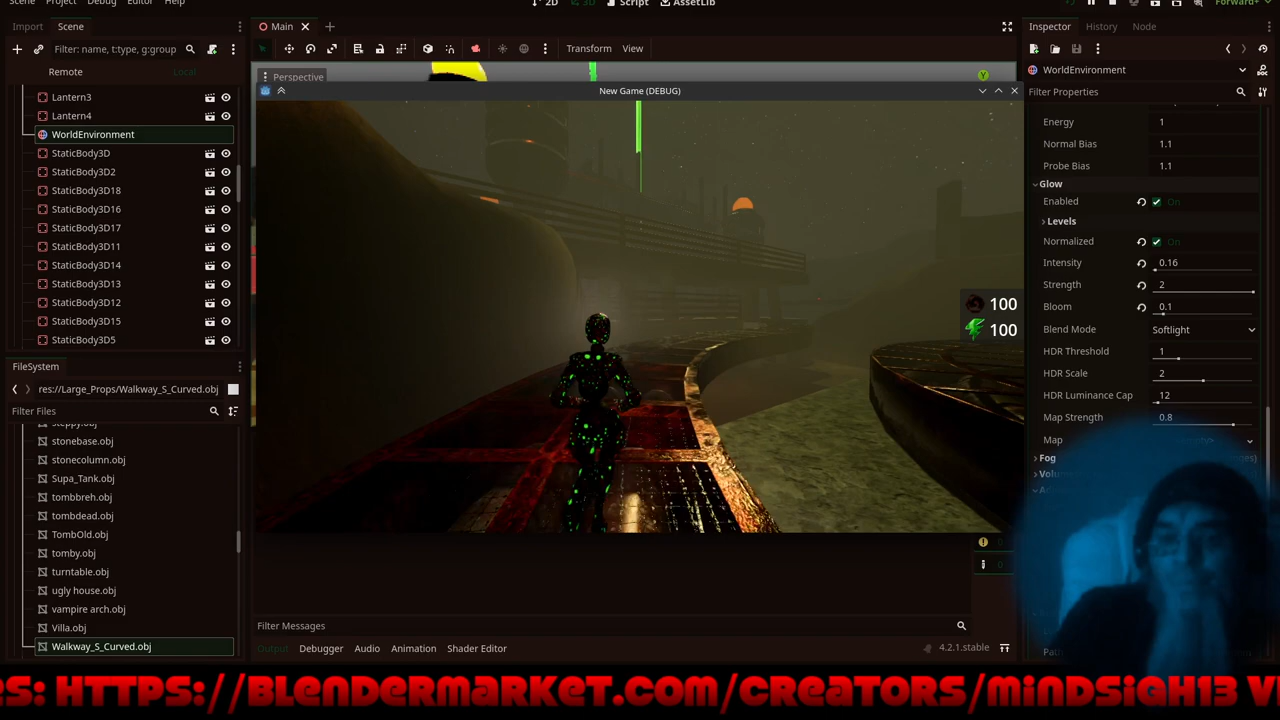 Scene Project Debug Editor Help
2D 3D Script AssetLib
Forward+
Import Scene
Filter: name, t:type, g:group
Remote Local
Lantern3
Lantern4
WorldEnvironment
StaticBody3D
StaticBody3D2
StaticBody3D18
StaticBody3D16
StaticBody3D17
StaticBody3D11
StaticBody3D14
StaticBody3D13
StaticBody3D12
StaticBody3D15
StaticBody3D5
FileSystem
res://Large_Props/Walkway_S_Curved.obj
Filter Files
steppy.obj
stonebase.obj
stonecolumn.obj
Supa_Tank.obj
tombbreh.obj
tombdead.obj
TombOld.obj
tomby.obj
turntable.obj
ugly house.obj
vampire arch.obj
Villa.obj
Walkway_S_Curved.obj
Main
Transform View
Perspective
Y
New Game (DEBUG)
100
100
0
0
Filter Messages
Output Debugger Audio Animation Shader Editor
4.2.1.stable
Inspector History Node
WorldEnvironment
Filter Properties
Energy 1
Normal Bias 1.1
Probe Bias 1.1
Glow
Enabled On
Levels
Normalized On
Intensity 0.16
Strength 2
Bloom 0.1
Blend Mode Softlight
HDR Threshold 1
HDR Scale 2
HDR Luminance Cap 12
Map Strength 0.8
Map
Fog
ES: HTTPS://BLENDERMARKET.COM/CREATORS/MINDSIGH13 VI